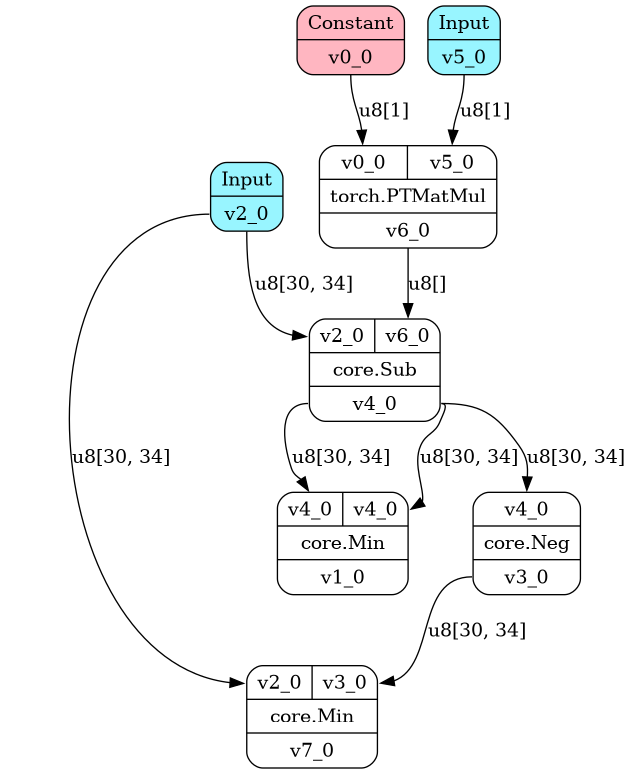 Constant
v0_0
Input
v5_0
u8[1]
u8[1]
v0_0
v5_0
torch.PTMatMul
v6_0
Input
v2_0
u8[30, 34]
u8[]
v2_0
v6_0
core.Sub
v4_0
u8[30, 34]
u8[30, 34]
u8[30, 34]
u8[30, 34]
v4_0
v4_0
core.Min
v1_0
v4_0
core.Neg
v3_0
u8[30, 34]
v2_0
v3_0
core.Min
v7_0